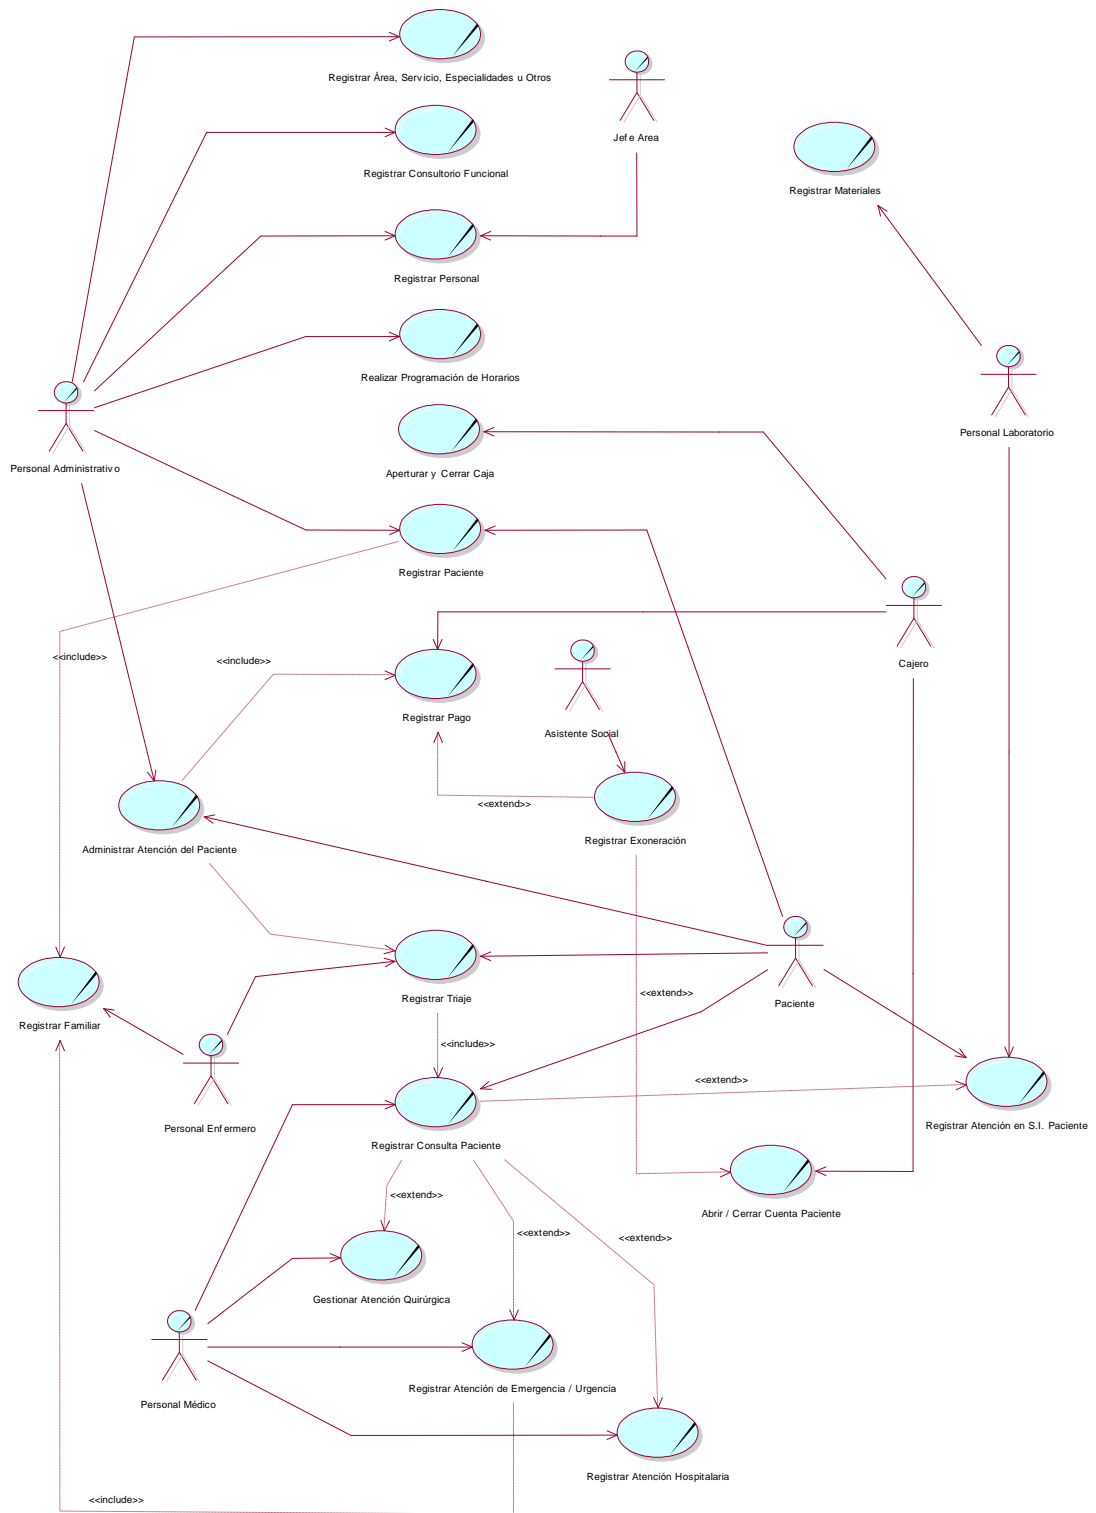 Registrar Área, Servicio, Especialidades u Otros
Jefe Area
Registrar Consultorio Funcional
Registrar Materiales
Registrar Personal
Realizar Programación de Horarios
Personal Laboratorio
Personal Administrativo
Aperturar y Cerrar Caja
Registrar Paciente
<<include>>
<<include>>
Cajero
Registrar Pago
Asistente Social
<<extend>>
Registrar Exoneración
Administrar Atención del Paciente
<<extend>>
Registrar Triaje
Paciente
Registrar Familiar
<<include>>
<<extend>>
Personal Enfermero
Registrar Consulta Paciente
Registrar Atención en S.I. Paciente
<<extend>>
Abrir / Cerrar Cuenta Paciente
<<extend>>
<<extend>>
Gestionar Atención Quirúrgica
Registrar Atención de Emergencia / Urgencia
Personal Médico
Registrar Atención Hospitalaria
<<include>>